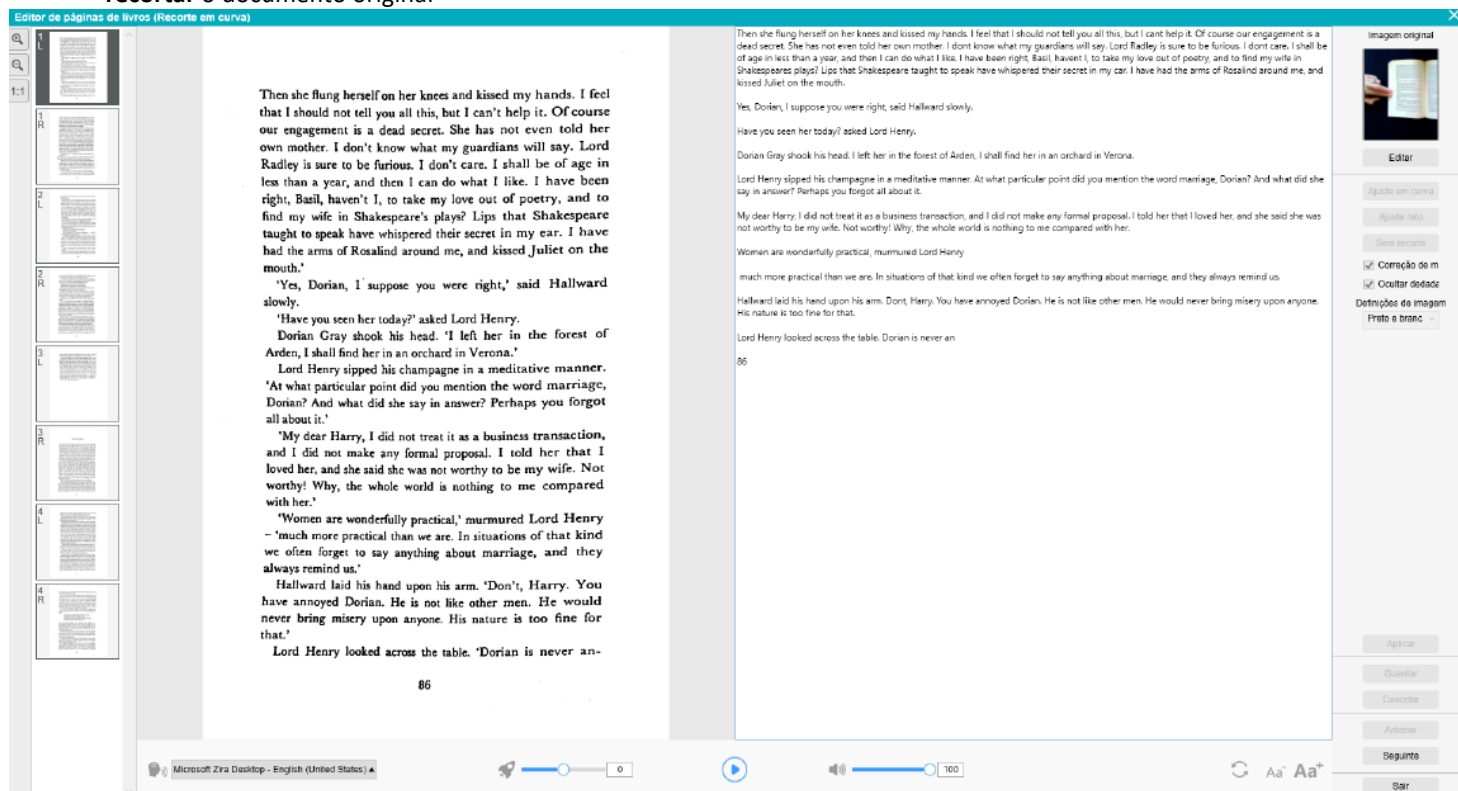 recorta: o documento original
Editor de páginas de livros (Recorte em curva)
1:1
1
L
1
R
2
L
2
R
3
L
3
R
4
L
4
R
Then she flung herself on her knees and kissed my hands. I feel
that I should not tell you all this, but I can't help it. Of course
our engagement is a dead secret. She has not even told her
own mother. I don't know what my guardians will say. Lord
Radley is sure to be furious. I don't care. I shall be of age in
less than a year, and then I can do what I like. I have been
right, Basil, haven't I, to take my love out of poetry, and to
find my wife in Shakespeare's plays? Lips that Shakespeare
taught to speak have whispered their secret in my ear. I have
had the arms of Rosalind around me, and kissed Juliet on the
mouth.'
'Yes, Dorian, I suppose you were right,' said Hallward
slowly.
'Have you seen her today?' asked Lord Henry.
Dorian Gray shook his head. 'I left her in the forest of
Arden, I shall find her in an orchard in Verona.'
Lord Henry sipped his champagne in a meditative manner.
'At what particular point did you mention the word marriage,
Dorian? And what did she say in answer? Perhaps you forgot
all about it.'
'My dear Harry, I did not treat it as a business transaction,
and I did not make any formal proposal. I told her that I
loved her, and she said she was not worthy to be my wife. Not
worthy! Why, the whole world is nothing to me compared
with her.'
'Women are wonderfully practical,' murmured Lord Henry
– 'much more practical than we are. In situations of that kind
we often forget to say anything about marriage, and they
always remind us.'
Hallward laid his hand upon his arm. 'Don't, Harry. You
have annoyed Dorian. He is not like other men. He would
never bring misery upon anyone. His nature is too fine for
that.'
Lord Henry looked across the table. 'Dorian is never an-
86
Then she flung herself on her knees and kissed my hands. I feel that I should not tell you all this, but I cant help it. Of course our engagement is a
dead secret. She has not even told her own mother. I dont know what my guardians will say. Lord Radley is sure to be furious. I dont care. I shall be
of age in less than a year, and then I can do what I like. I have been right, Basil, havent I, to take my love out of poetry, and to find my wife in
Shakespeares plays? Lips that Shakespeare taught to speak have whispered their secret in my car. I have had the arms of Rosalind around me, and
kissed Juliet on the mouth.
Yes, Dorian, I suppose you were right, said Hallward slowly.
Have you seen her today? asked Lord Henry.
Dorian Gray shook his head. I left her in the forest of Arden, I shall find her in an orchard in Verona.
Lord Henry sipped his champagne in a meditative manner. At what particular point did you mention the word marriage, Dorian? And what did she
say in answer? Perhaps you forgot all about it.
My dear Harry, I did not treat it as a business transaction, and I did not make any formal proposal. I told her that I loved her, and she said she was
not worthy to be my wife. Not worthy! Why, the whole world is nothing to me compared with her.
Women are wonderfully practical, murmured Lord Henry
much more practical than we are. In situations of that kind we often forget to say anything about marriage, and they always remind us.
Hallward laid his hand upon his arm. Dont, Harry. You have annoyed Dorian. He is not like other men. He would never bring misery upon anyone.
His nature is too fine for that.
Lord Henry looked across the table. Dorian is never an
86
Imagem original
Editar
Ajuste em curva
Ajuste reto
Sem recorte
Correção de m
Ocultar dedada
Definições de imagem
Preto e branc
Aplicar
Guardar
Cancelar
Anterior
Seguinte
Sair
Microsoft Zira Desktop - English (United States)
0
100
Aa- Aa+